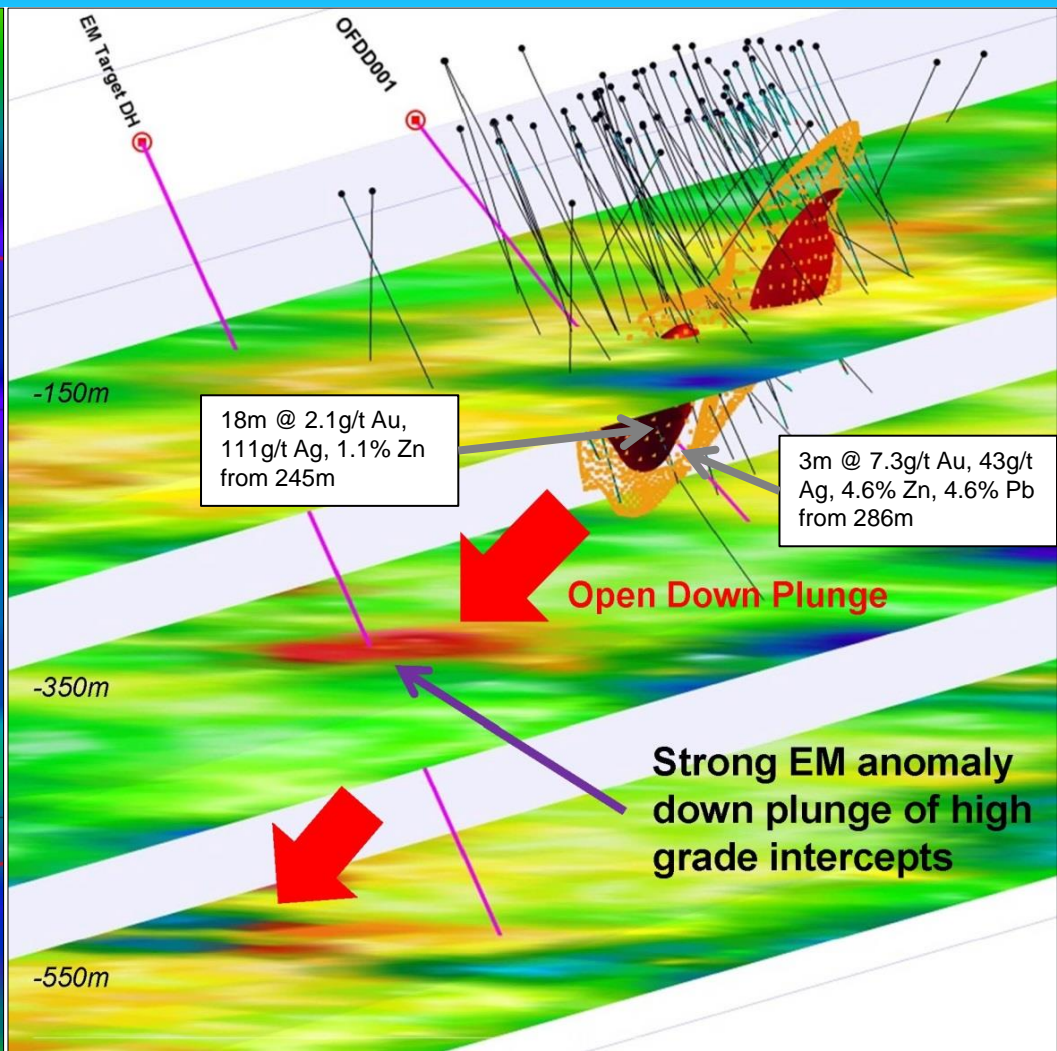 EM Target DH
OFDD001
-150m
18m @ 2.1g/t Au,
111g/t Ag, 1.1% Zn
from 245m
3m @ 7.3g/t Au, 43g/t
Ag, 4.6% Zn, 4.6% Pb
from 286m
Open Down Plunge
-350m
Strong EM anomaly
down plunge of high
grade intercepts
-550m